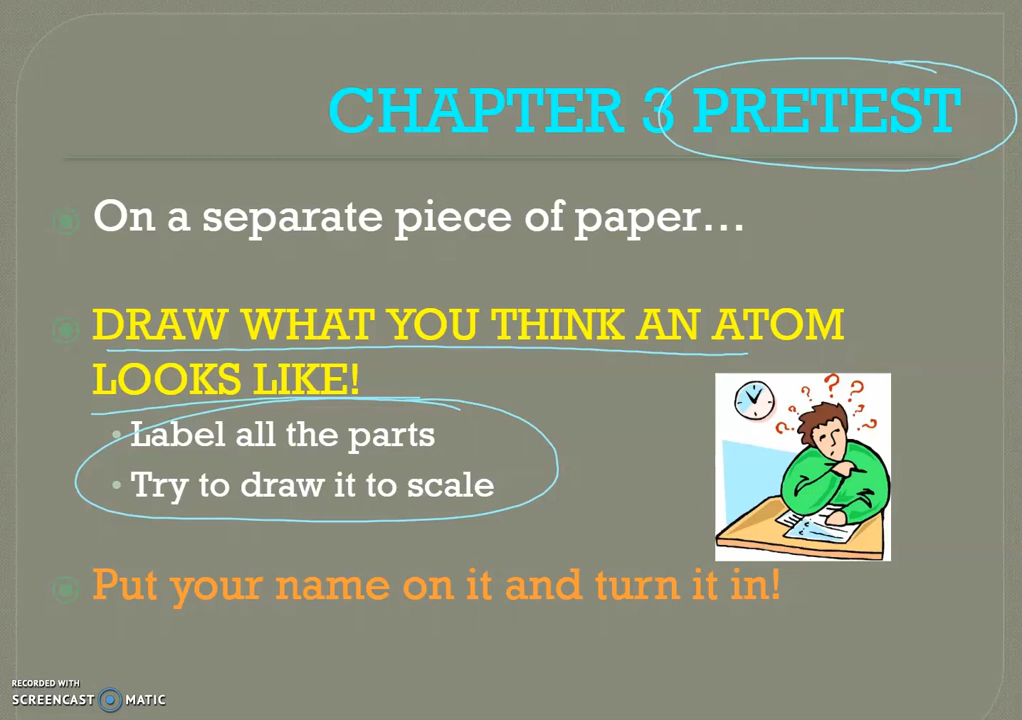 CHAPTER 3 PRETEST
On a separate piece of paper…
DRAW WHAT YOU THINK AN ATOM
LOOKS LIKE!
Label all the parts
Try to draw it to scale
Put your name on it and turn it in!
RECORDED WITH
SCREENCAST MATIC